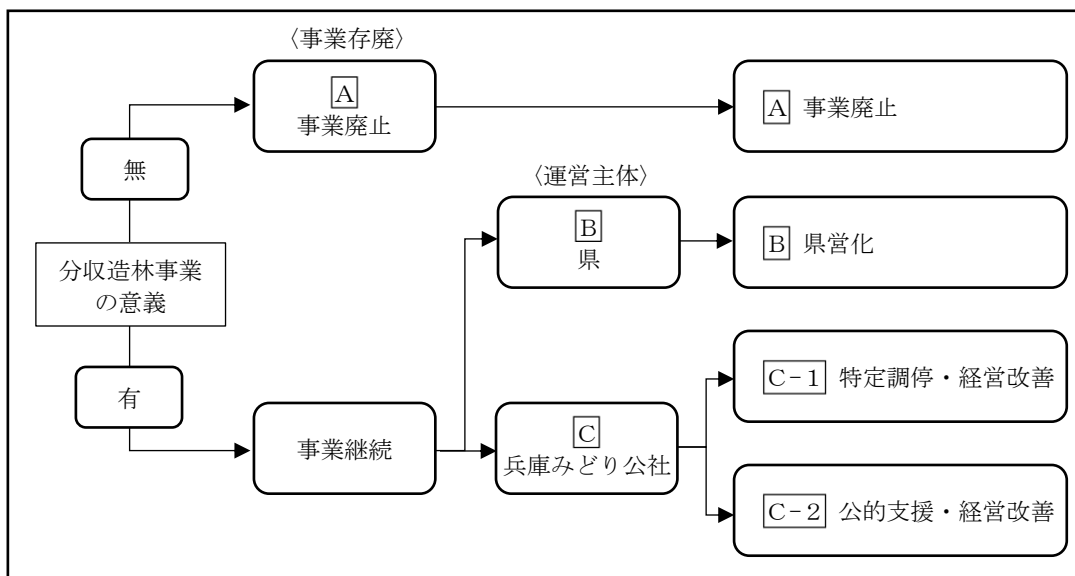 〈事業存廃〉
A
事業廃止
A 事業廃止
無
〈運営主体〉
B
県
B 県営化
分収造林事業
の意義
有
事業継続
C
兵庫みどり公社
C-1 特定調停・経営改善
C-2 公的支援・経営改善